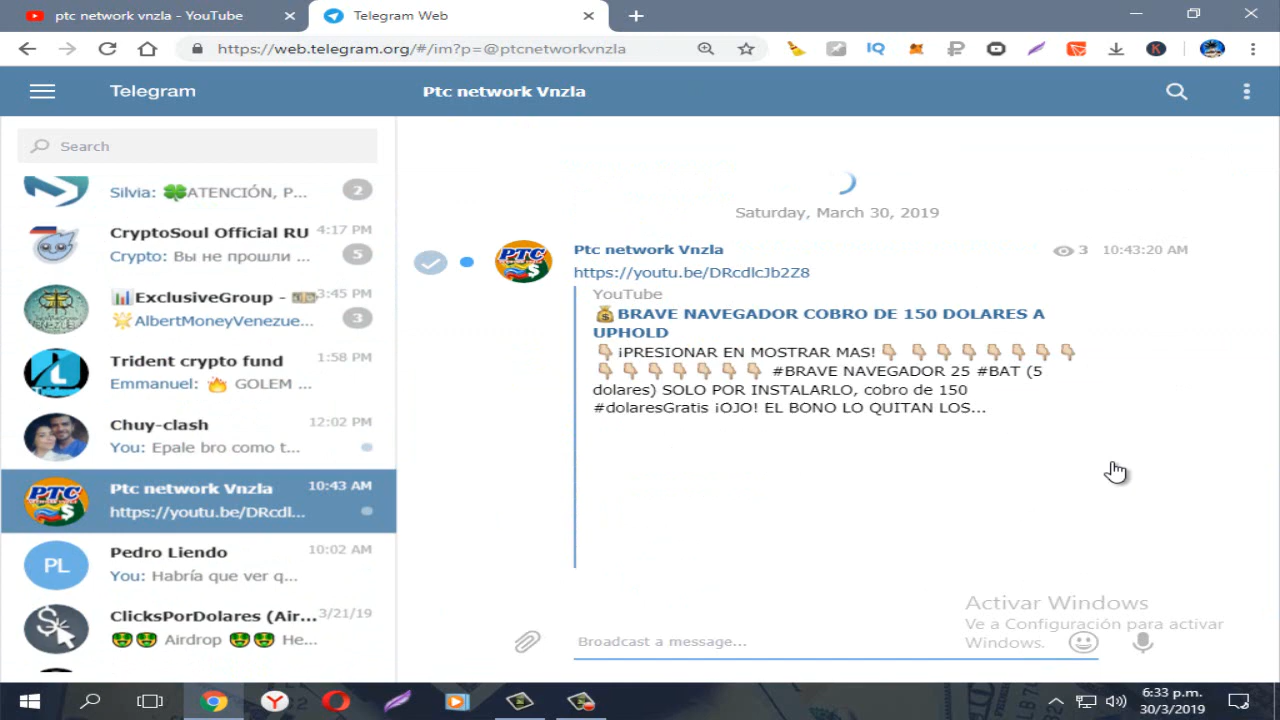 ptc network vnzla - YouTube
Telegram Web
https://web.telegram.org/#/im?p=@ptcnetworkvnzla
Telegram
Ptc network Vnzla
Search
Silvia: 🍀ATENCIÓN, P...
2
CryptoSoul Official RU
4:17 PM
Crypto: Вы не прошли ...
5
📊ExclusiveGroup - 💴
3:45 PM
🌟AlbertMoneyVenezue...
3
Trident crypto fund
1:58 PM
Emmanuel: 🔥 GOLEM ...
Chuy-clash
12:02 PM
You: Epale bro como t...
Ptc network Vnzla
10:43 AM
https://youtu.be/DRcdl...
PL
Pedro Liendo
10:02 AM
You: Habría que ver q...
ClicksPorDolares (Air...
3/21/19
🤑🤑 Airdrop 🤑🤑 He...
Saturday, March 30, 2019
PTC
Ptc network Vnzla
3
10:43:20 AM
https://youtu.be/DRcdlcJb2Z8
YouTube
💰BRAVE NAVEGADOR COBRO DE 150 DOLARES A
UPHOLD
👇🏼¡PRESIONAR EN MOSTRAR MAS!👇🏼 👇🏼👇🏼👇🏼👇🏼👇🏼👇🏼👇🏼
👇🏼👇🏼👇🏼👇🏼👇🏼👇🏼👇🏼 #BRAVE NAVEGADOR 25 #BAT (5
dolares) SOLO POR INSTALARLO, cobro de 150
#dolaresGratis ¡OJO! EL BONO LO QUITAN LOS...
Broadcast a message...
Activar Windows
Ve a Configuración para activar
Windows.
6:33 p.m.
30/3/2019